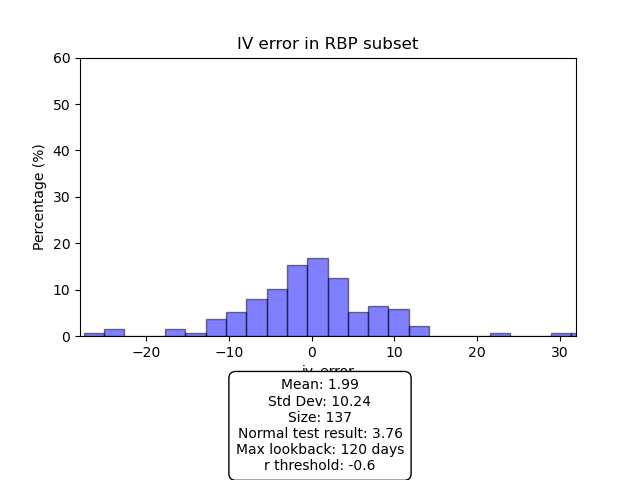 IV error in RBP subset
60
50
40
30
20
10
0
Percentage (%)
−20
−10
0
10
20
30
iv_error
Mean: 1.99
Std Dev: 10.24
Size: 137
Normal test result: 3.76
Max lookback: 120 days
r threshold: -0.6